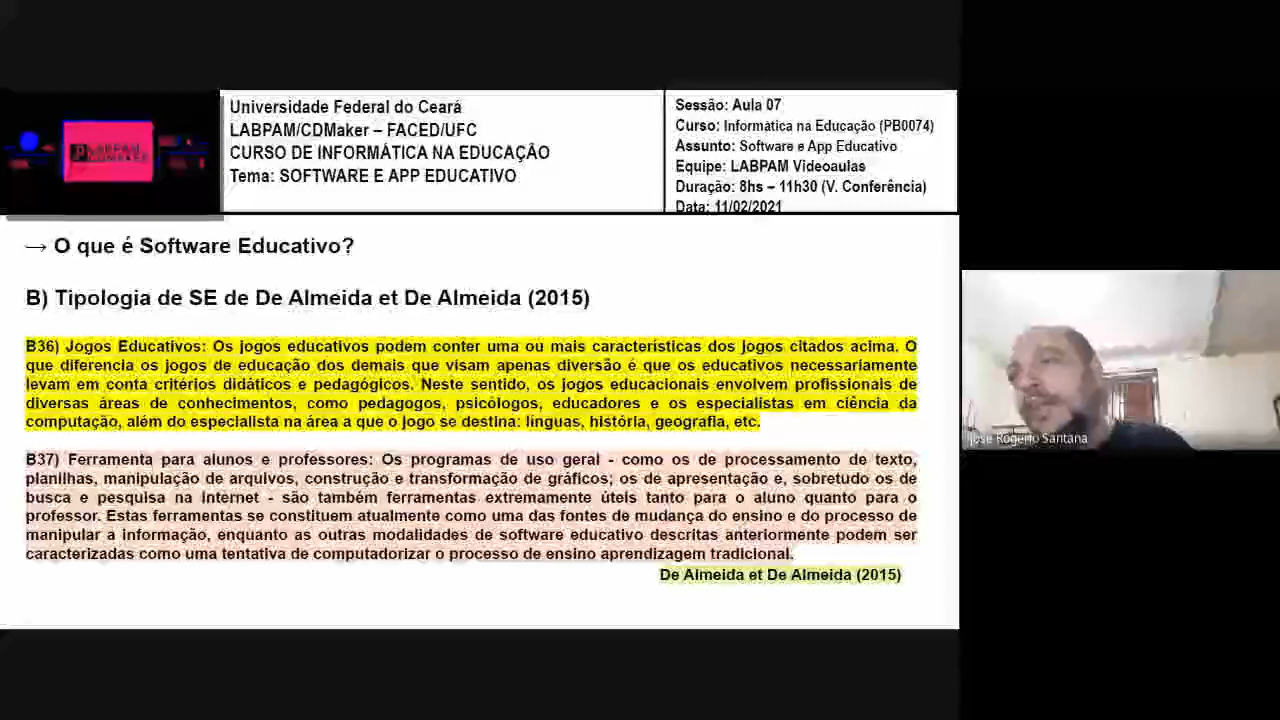 LABPAM
CDMAKER
Universidade Federal do Ceará
LABPAM/CDMaker – FACED/UFC
CURSO DE INFORMÁTICA NA EDUCAÇÃO
Tema: SOFTWARE E APP EDUCATIVO
Sessão: Aula 07
Curso: Informática na Educação (PB0074)
Assunto: Software e App Educativo
Equipe: LABPAM Videoaulas
Duração: 8hs – 11h30 (V. Conferência)
Data: 11/02/2021
→ O que é Software Educativo?
B) Tipologia de SE de De Almeida et De Almeida (2015)
B36) Jogos Educativos: Os jogos educativos podem conter uma ou mais características dos jogos citados acima. O
que diferencia os jogos de educação dos demais que visam apenas diversão é que os educativos necessariamente
levam em conta critérios didáticos e pedagógicos. Neste sentido, os jogos educacionais envolvem profissionais de
diversas áreas de conhecimentos, como pedagogos, psicólogos, educadores e os especialistas em ciência da
computação, além do especialista na área a que o jogo se destina: línguas, história, geografia, etc.
B37) Ferramenta para alunos e professores: Os programas de uso geral - como os de processamento de texto,
planilhas, manipulação de arquivos, construção e transformação de gráficos; os de apresentação e, sobretudo os de
busca e pesquisa na internet - são também ferramentas extremamente úteis tanto para o aluno quanto para o
professor. Estas ferramentas se constituem atualmente como uma das fontes de mudança do ensino e do processo de
manipular a informação, enquanto as outras modalidades de software educativo descritas anteriormente podem ser
caracterizadas como uma tentativa de computadorizar o processo de ensino aprendizagem tradicional.
De Almeida et De Almeida (2015)
José Rogério Santana